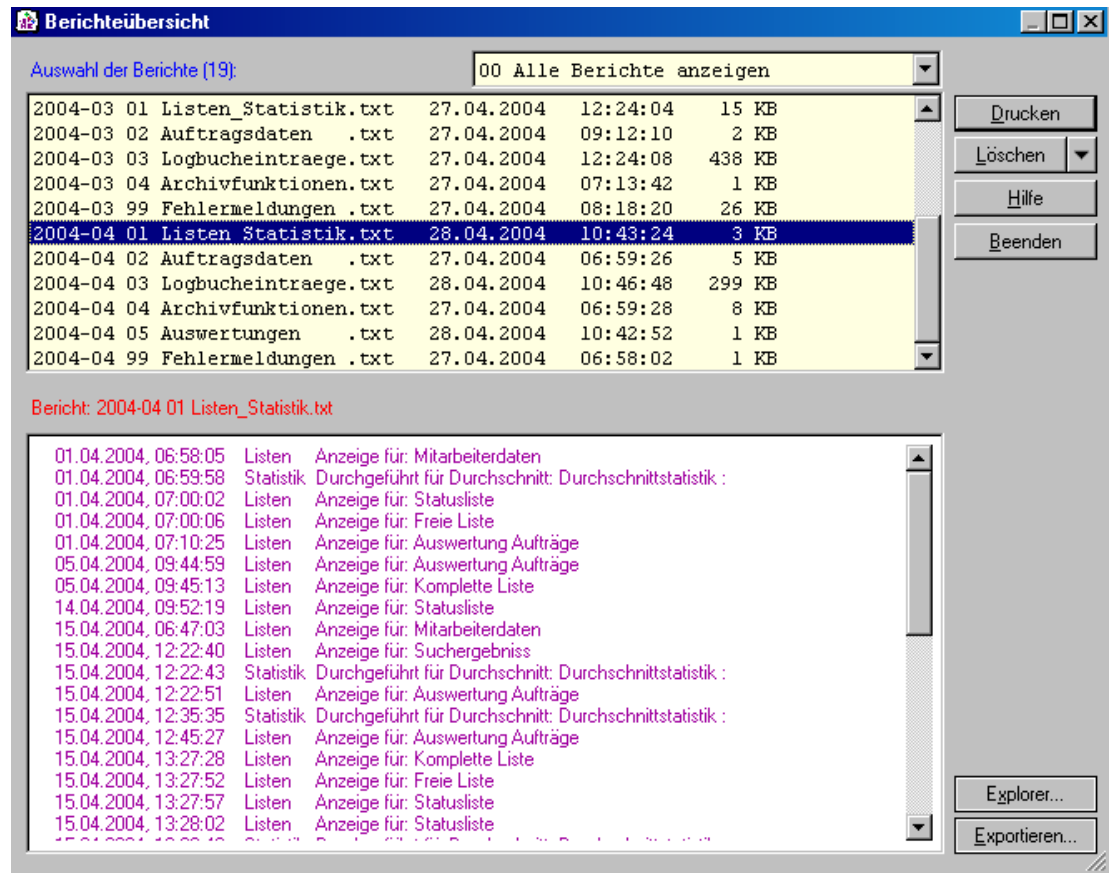 Berichteübersicht
Auswahl der Berichte (19):
00 Alle Berichte anzeigen
2004-03 01 Listen_Statistik.txt 27.04.2004 12:24:04 15 KB
2004-03 02 Auftragsdaten .txt 27.04.2004 09:12:10 2 KB
2004-03 03 Logbucheintraege.txt 27.04.2004 12:24:08 438 KB
2004-03 04 Archivfunktionen.txt 27.04.2004 07:13:42 1 KB
2004-03 99 Fehlermeldungen .txt 27.04.2004 08:18:20 26 KB
2004-04 01 Listen_Statistik.txt 28.04.2004 10:43:24 3 KB
2004-04 02 Auftragsdaten .txt 27.04.2004 06:59:26 5 KB
2004-04 03 Logbucheintraege.txt 28.04.2004 10:46:48 299 KB
2004-04 04 Archivfunktionen.txt 27.04.2004 06:59:28 8 KB
2004-04 05 Auswertungen .txt 28.04.2004 10:42:52 1 KB
2004-04 99 Fehlermeldungen .txt 27.04.2004 06:58:02 1 KB
Drucken
Löschen
Hilfe
Beenden
Bericht: 2004-04 01 Listen_Statistik.txt
01.04.2004, 06:58:05 Listen Anzeige für: Mitarbeiterdaten
01.04.2004, 06:59:58 Statistik Durchgeführt für Durchschnitt: Durchschnittstatistik :
01.04.2004, 07:00:02 Listen Anzeige für: Statusliste
01.04.2004, 07:00:06 Listen Anzeige für: Freie Liste
01.04.2004, 07:10:25 Listen Anzeige für: Auswertung Aufträge
05.04.2004, 09:44:59 Listen Anzeige für: Auswertung Aufträge
05.04.2004, 09:45:13 Listen Anzeige für: Komplette Liste
14.04.2004, 09:52:19 Listen Anzeige für: Statusliste
15.04.2004, 06:47:03 Listen Anzeige für: Mitarbeiterdaten
15.04.2004, 12:22:40 Listen Anzeige für: Suchergebniss
15.04.2004, 12:22:43 Statistik Durchgeführt für Durchschnitt: Durchschnittstatistik :
15.04.2004, 12:22:51 Listen Anzeige für: Auswertung Aufträge
15.04.2004, 12:35:35 Statistik Durchgeführt für Durchschnitt: Durchschnittstatistik :
15.04.2004, 12:45:27 Listen Anzeige für: Auswertung Aufträge
15.04.2004, 13:27:28 Listen Anzeige für: Komplette Liste
15.04.2004, 13:27:52 Listen Anzeige für: Freie Liste
15.04.2004, 13:27:57 Listen Anzeige für: Statusliste
15.04.2004, 13:28:02 Listen Anzeige für: Statusliste
Explorer...
Exportieren...